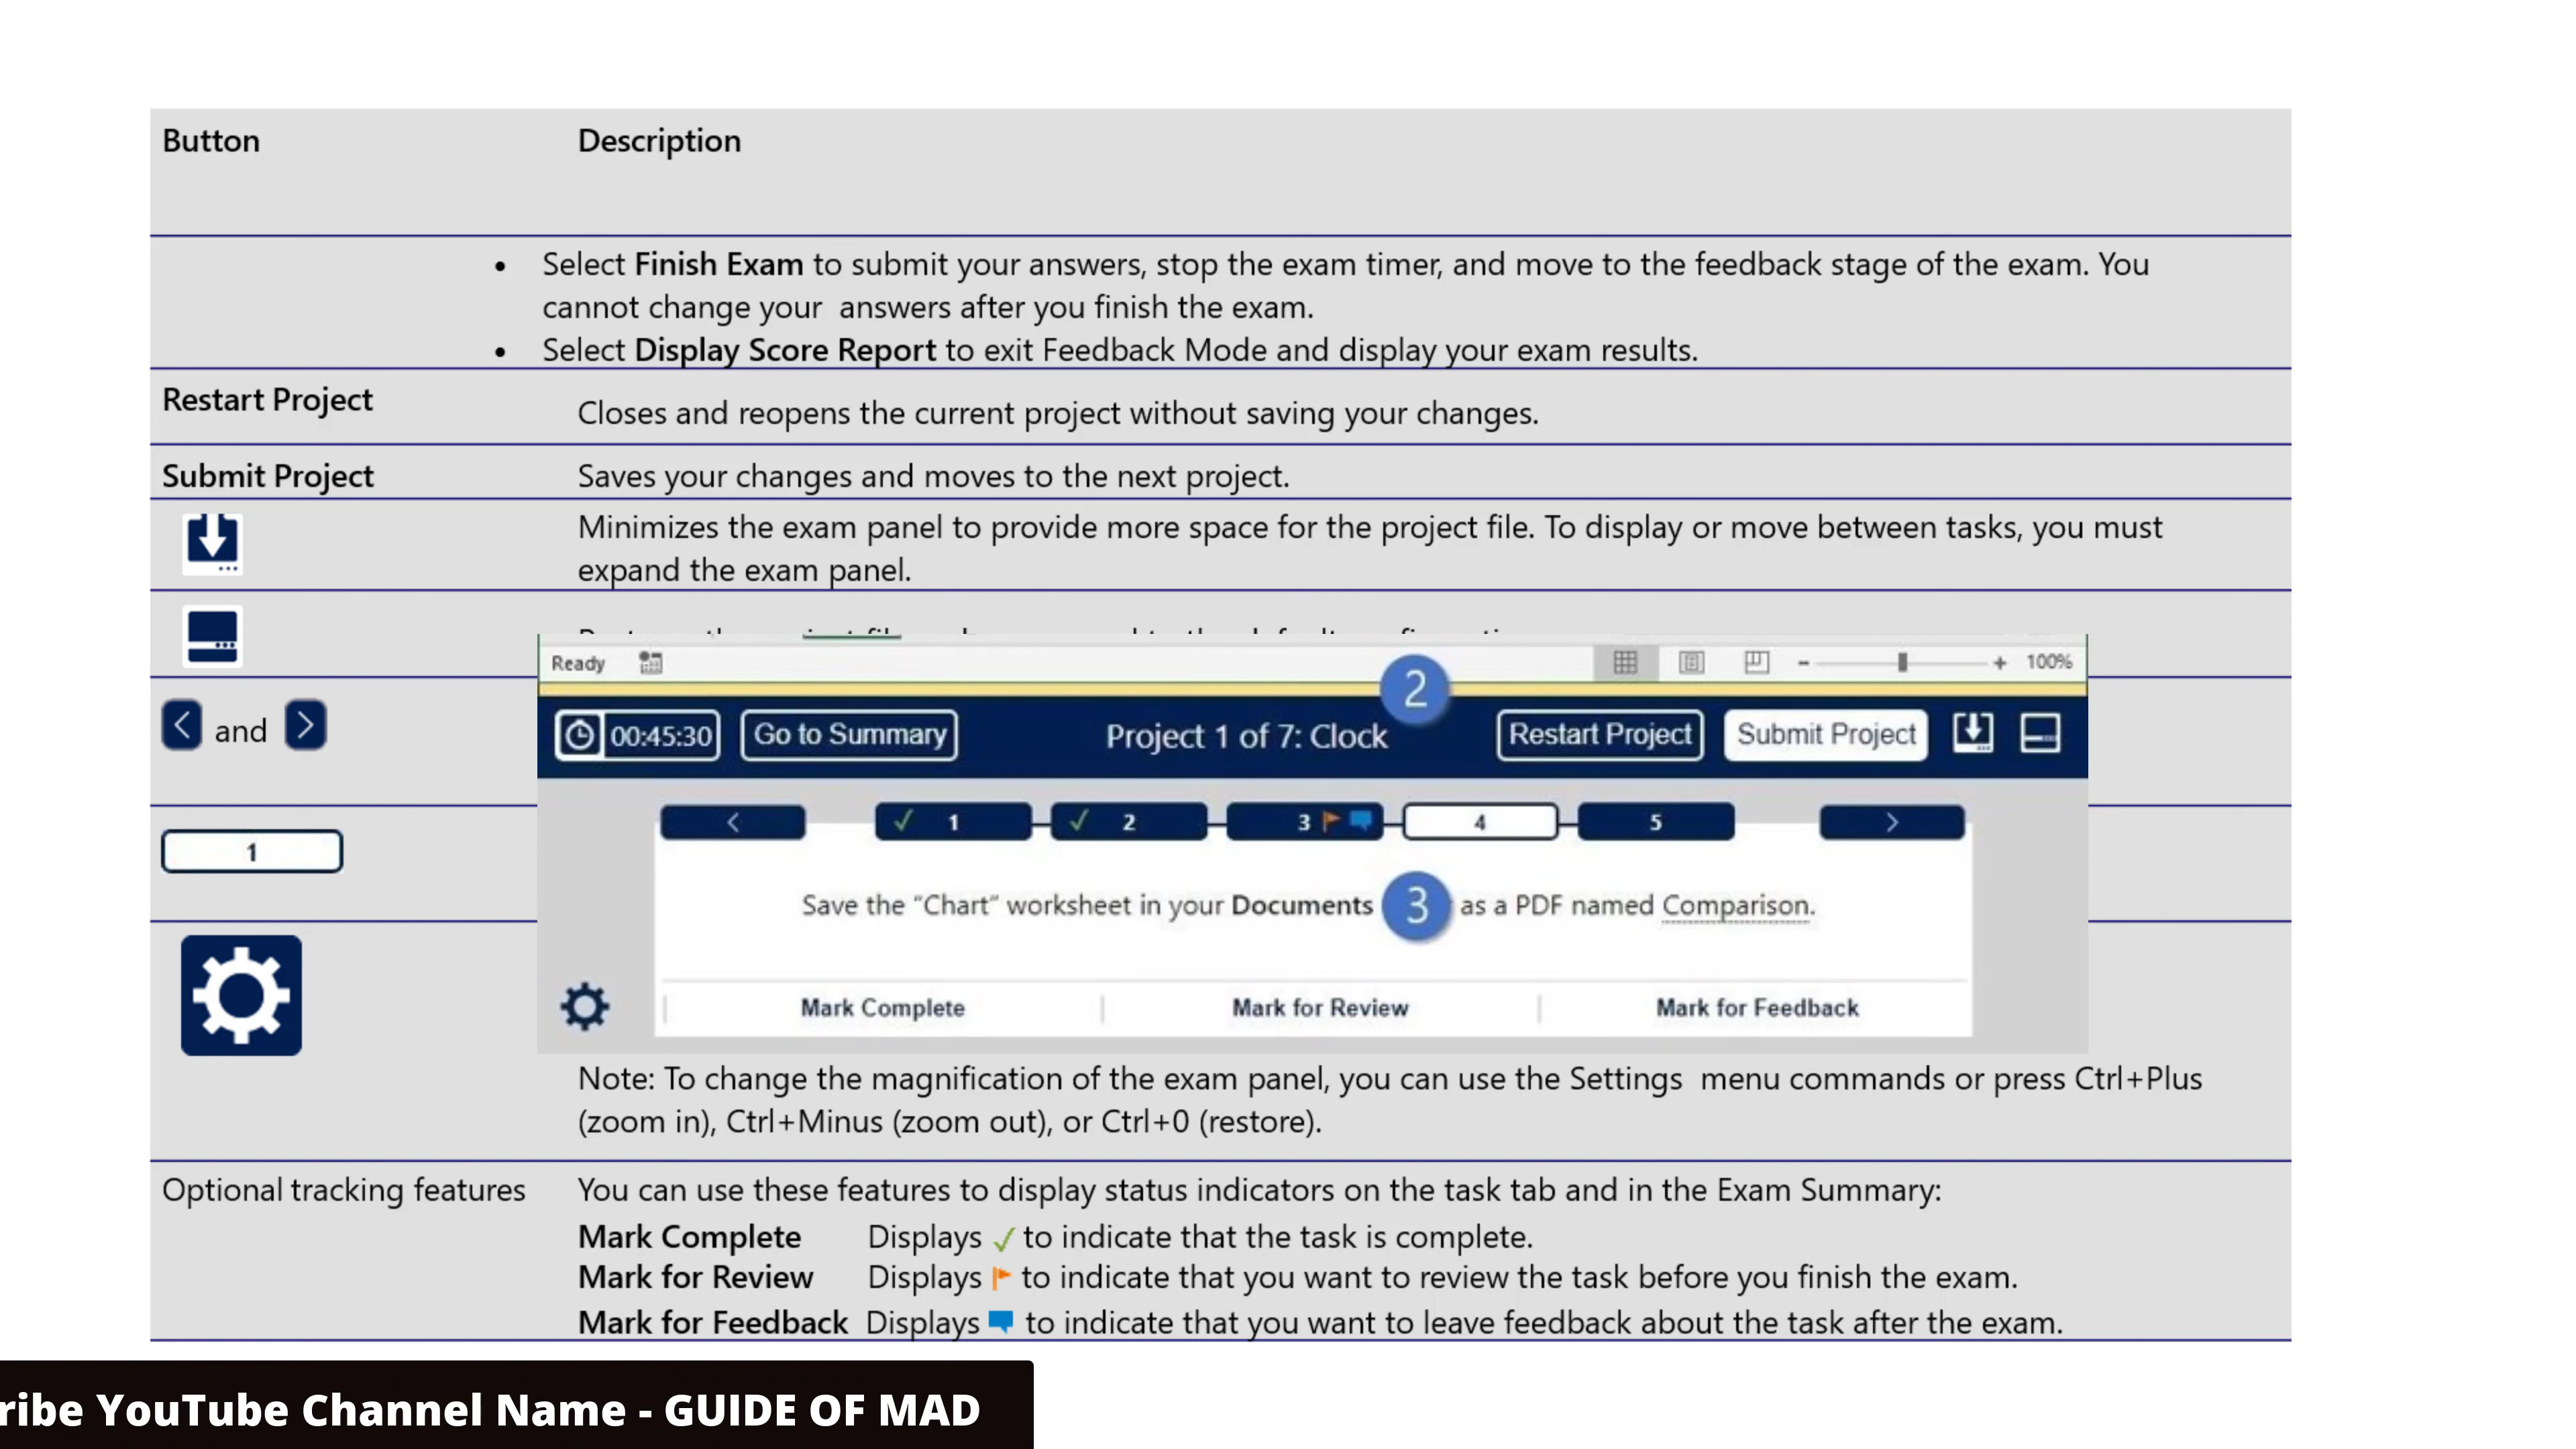 Button Description
• Select Finish Exam to submit your answers, stop the exam timer, and move to the feedback stage of the exam. You
cannot change your answers after you finish the exam.
• Select Display Score Report to exit Feedback Mode and display your exam results.
Restart Project Closes and reopens the current project without saving your changes.
Submit Project Saves your changes and moves to the next project.
Minimizes the exam panel to provide more space for the project file. To display or move between tasks, you must
expand the exam panel.
Ready 100%
2
< and >
00:45:30 Go to Summary Project 1 of 7: Clock Restart Project Submit Project
< 1 2 3 4 5 >
1
Save the “Chart” worksheet in your Documents 3 as a PDF named Comparison.
Mark Complete Mark for Review Mark for Feedback
Note: To change the magnification of the exam panel, you can use the Settings menu commands or press Ctrl+Plus
(zoom in), Ctrl+Minus (zoom out), or Ctrl+0 (restore).
Optional tracking features You can use these features to display status indicators on the task tab and in the Exam Summary:
Mark Complete Displays ✓ to indicate that the task is complete.
Mark for Review Displays to indicate that you want to review the task before you finish the exam.
Mark for Feedback Displays to indicate that you want to leave feedback about the task after the exam.
ribe YouTube Channel Name - GUIDE OF MAD